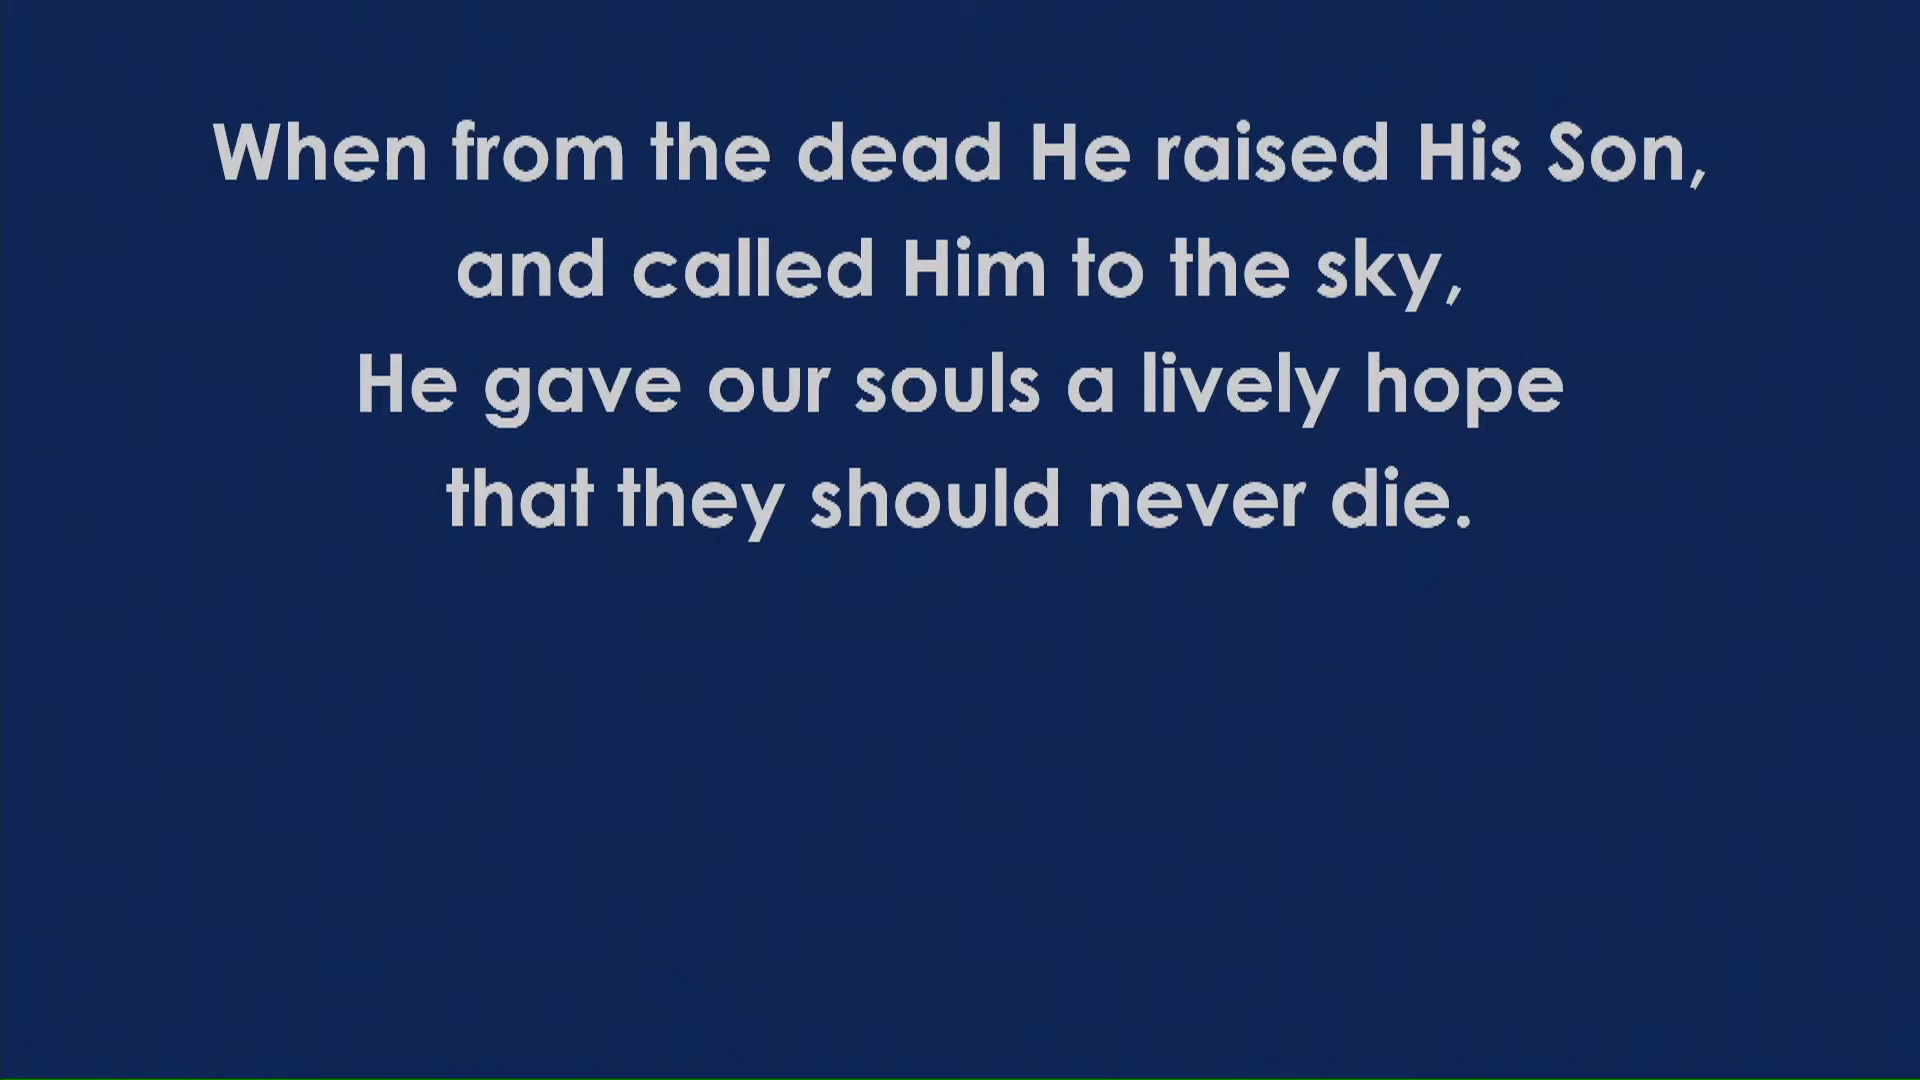 When from the dead He raised His Son,
and called Him to the sky,
He gave our souls a lively hope
that they should never die.